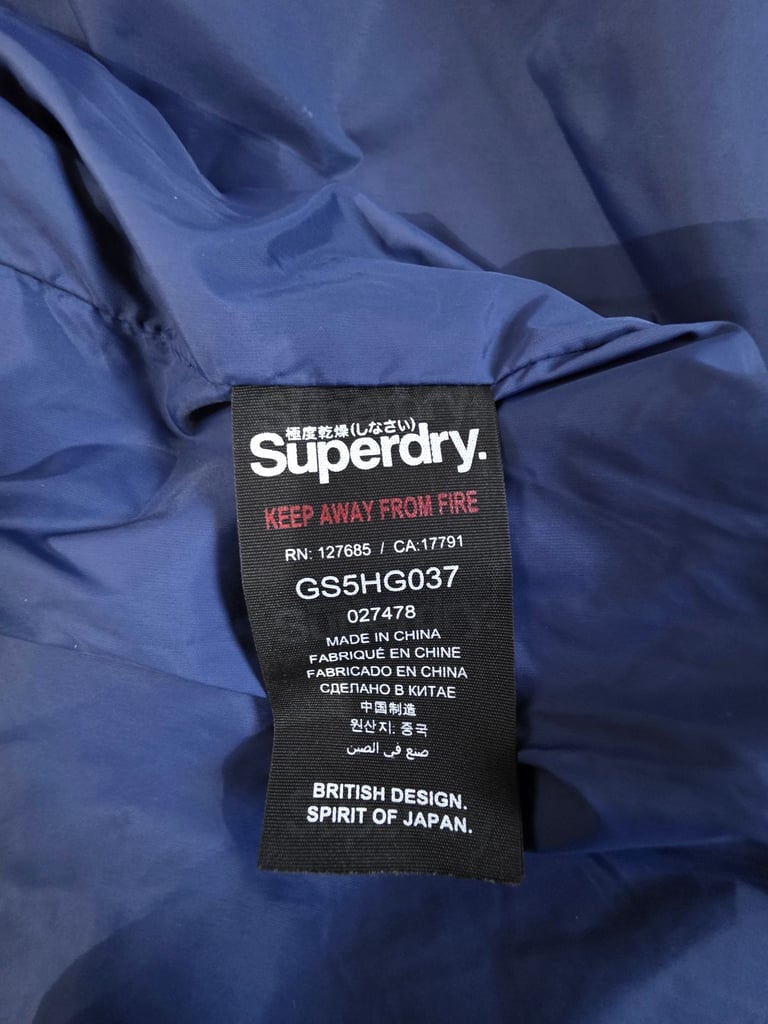 極度乾燥(しなさい)
Superdry.
KEEP AWAY FROM FIRE
RN: 127685 / CA:17791
GS5HG037
027478
MADE IN CHINA
FABRIQUÉ EN CHINE
FABRICADO EN CHINA
СДЕЛАНО В КИТАЕ
中国制造
원산지: 중국
صنع في الصين
BRITISH DESIGN.
SPIRIT OF JAPAN.